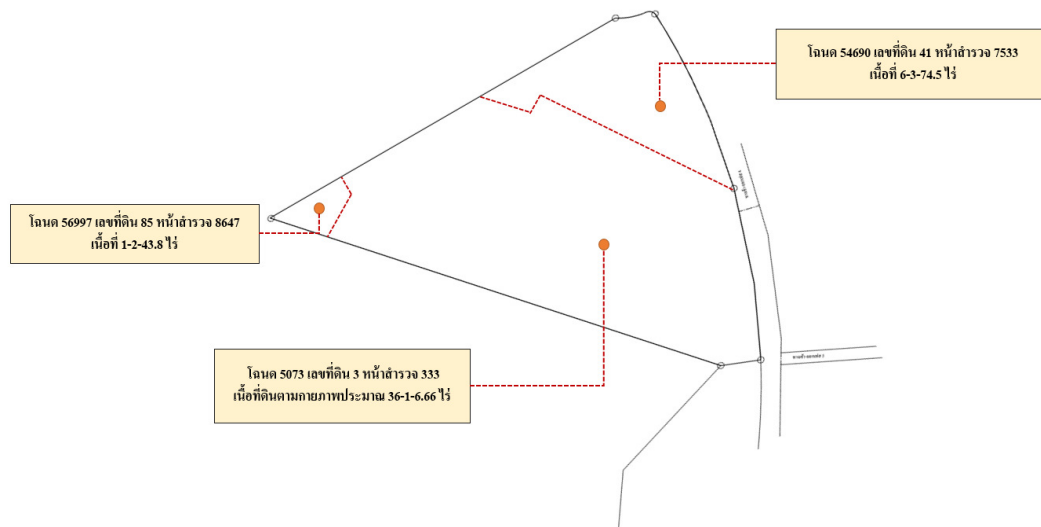 โฉนด 54690 เลขที่ดิน 41 หน้าสำรวจ 7533
เนื้อที่ 6-3-74.5 ไร่
โฉนด 56997 เลขที่ดิน 85 หน้าสำรวจ 8647
เนื้อที่ 1-2-43.8 ไร่
โฉนด 5073 เลขที่ดิน 3 หน้าสำรวจ 333
เนื้อที่ดินตามกายภาพประมาณ 36-1-6.66 ไร่